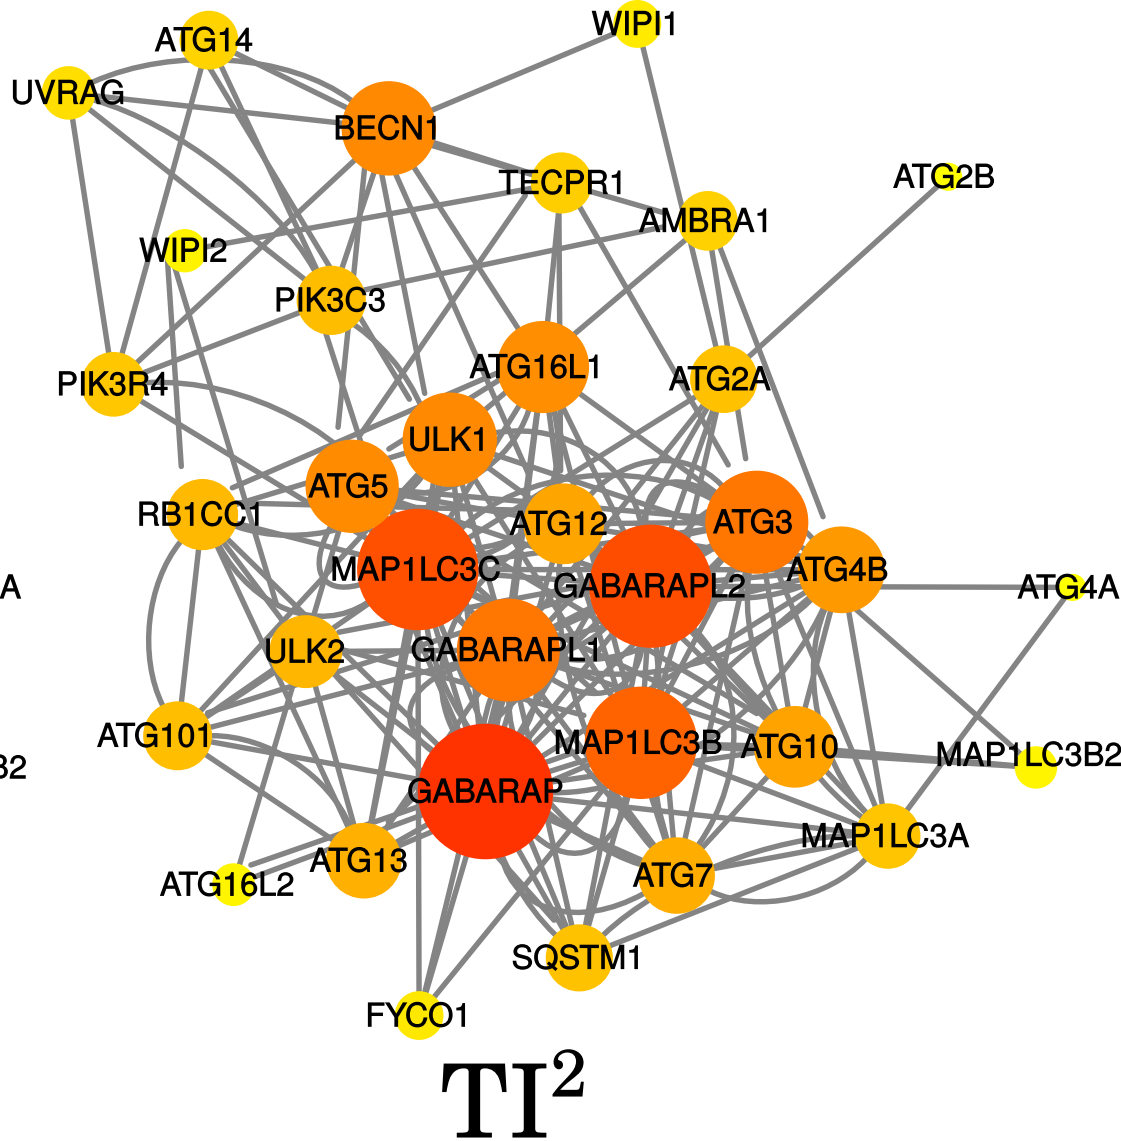 WIPI1
ATG14
UVRAG
BECN1
ATG2B
TECPR1
AMBRA1
WIPI2
PIK3C3
ATG16L1
ATG2A
PIK3R4
ULK1
ATG5
RB1CC1
ATG12
ATG3
MAP1LC3C
GABARAPL2
ATG4B
ATG4A
A
ULK2
GABARAPL1
ATG101
MAP1LC3B
ATG10
MAP1LC3B2
B2
GABARAP
MAP1LC3A
ATG13
ATG7
ATG16L2
SQSTM1
FYCO1
TI²